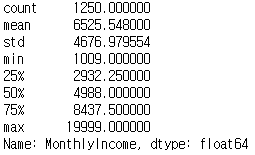 count     1250.000000
mean      6525.548000
std       4676.979554
min       1009.000000
25%       2932.250000
50%       4988.000000
75%       8437.500000
max      19999.000000
Name: MonthlyIncome, dtype: float64